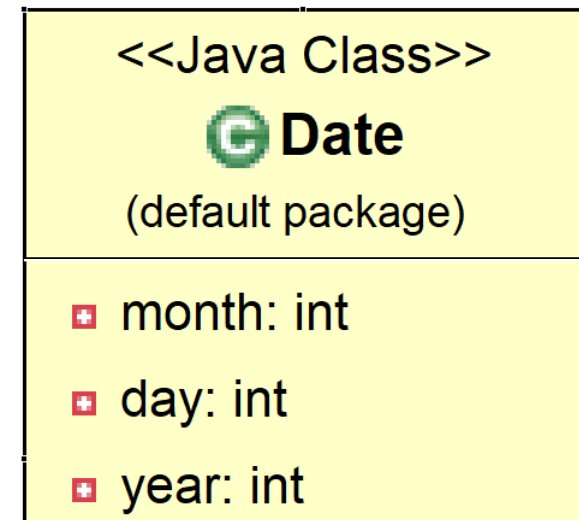 <<Java Class>>
C Date
(default package)
month: int
day: int
year: int